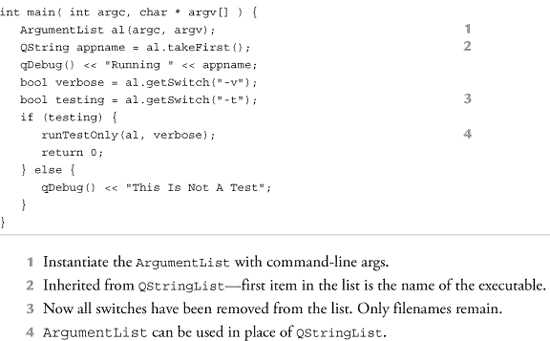 int main( int argc, char * argv[] ) {
   ArgumentList al(argc, argv); 1
   QString appname = al.takeFirst(); 2
   qDebug() << "Running " << appname;
   bool verbose = al.getSwitch("-v");
   bool testing = al.getSwitch("-t"); 3
   if (testing) {
      runTestOnly(al, verbose); 4
      return 0;
   } else {
      qDebug() << "This Is Not A Test";
   }
}
1 Instantiate the ArgumentList with command-line args.
2 Inherited from QStringList—first item in the list is the name of the executable.
3 Now all switches have been removed from the list. Only filenames remain.
4 ArgumentList can be used in place of QStringList.